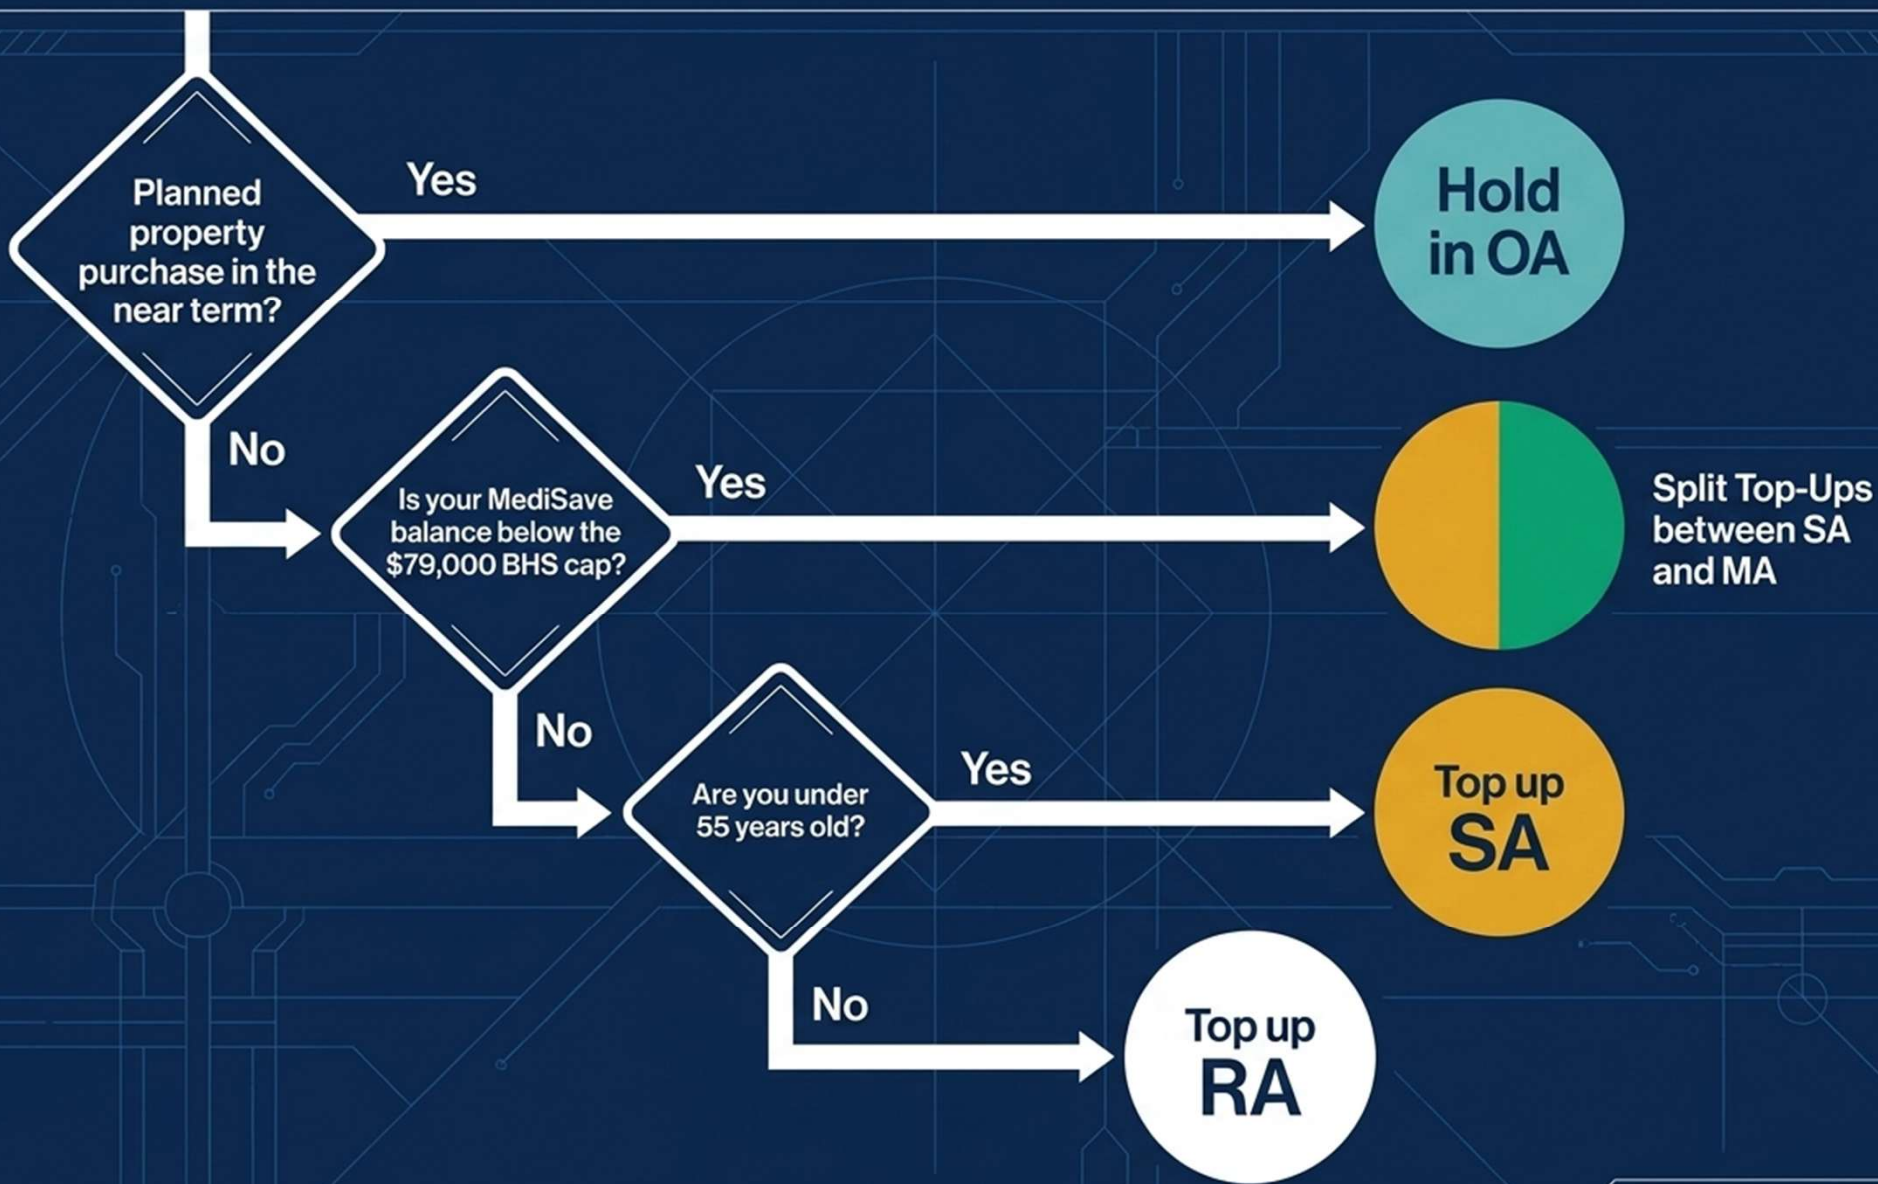 Planned
property
purchase in the
near term?
Yes
Hold
in OA
No
Is your MediSave
balance below the
$79,000 BHS cap?
Yes
Split Top-Ups
between SA
and MA
No
Are you under
55 years old?
Yes
Top up
SA
No
Top up
RA